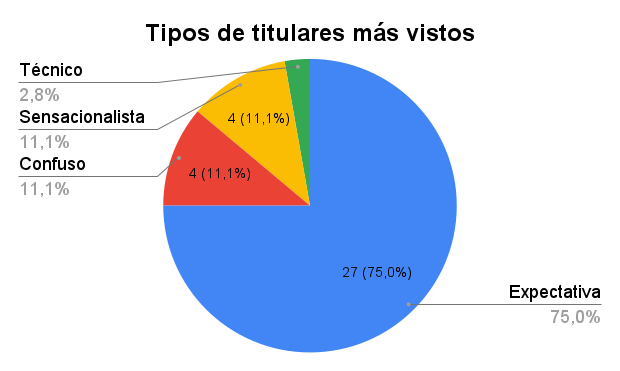 Tipos de titulares más vistos
Técnico
2,8%
Sensacionalista
11,1%
Confuso
11,1%
4 (11,1%)
4 (11,1%)
27 (75,0%)
Expectativa
75,0%